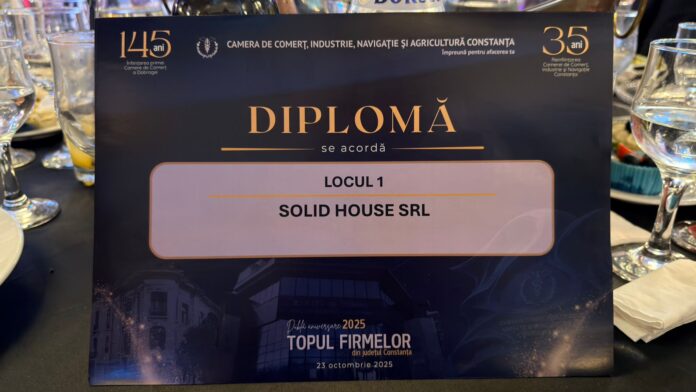 145 ani
Înființarea primei
Camere de Comerț
a Dobrogei
CAMERA DE COMERȚ, INDUSTRIE, NAVIGAȚIE ȘI AGRICULTURĂ CONSTANȚA
Împreună pentru afacerea ta
35 ani
Reînființarea
Camerei de Comerț,
Industrie și Navigație
Constanța
DIPLOMĂ
se acordă
LOCUL 1
SOLID HOUSE SRL
Dublă aniversare 2025
TOPUL FIRMELOR
din județul Constanța
23 octombrie 2025